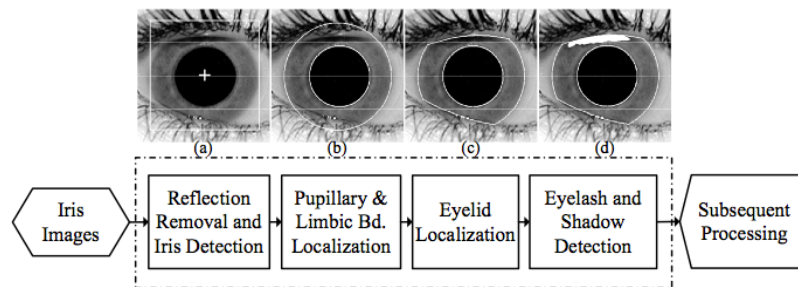 (a)
(b)
(c)
(d)
Iris
Images
Reflection
Removal and
Iris Detection
Pupillary &
Limbic Bd.
Localization
Eyelid
Localization
Eyelash and
Shadow
Detection
Subsequent
Processing